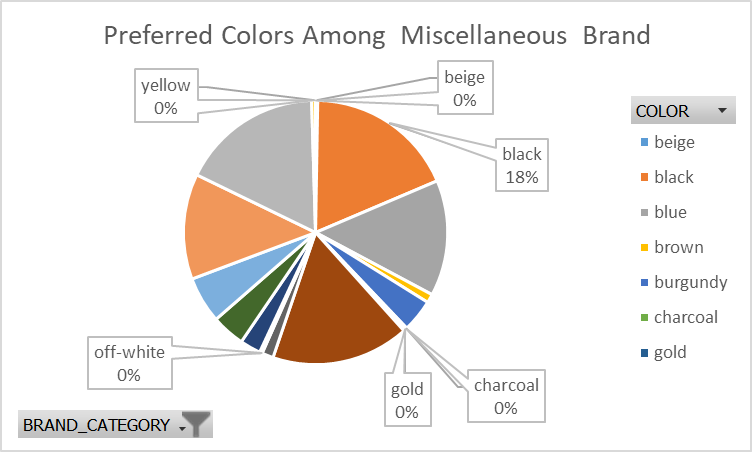 Preferred Colors Among Miscellaneous Brand
yellow
0%
beige
0%
black
18%
off-white
0%
gold
0%
charcoal
0%
COLOR
beige
black
blue
brown
burgundy
charcoal
gold
BRAND_CATEGORY